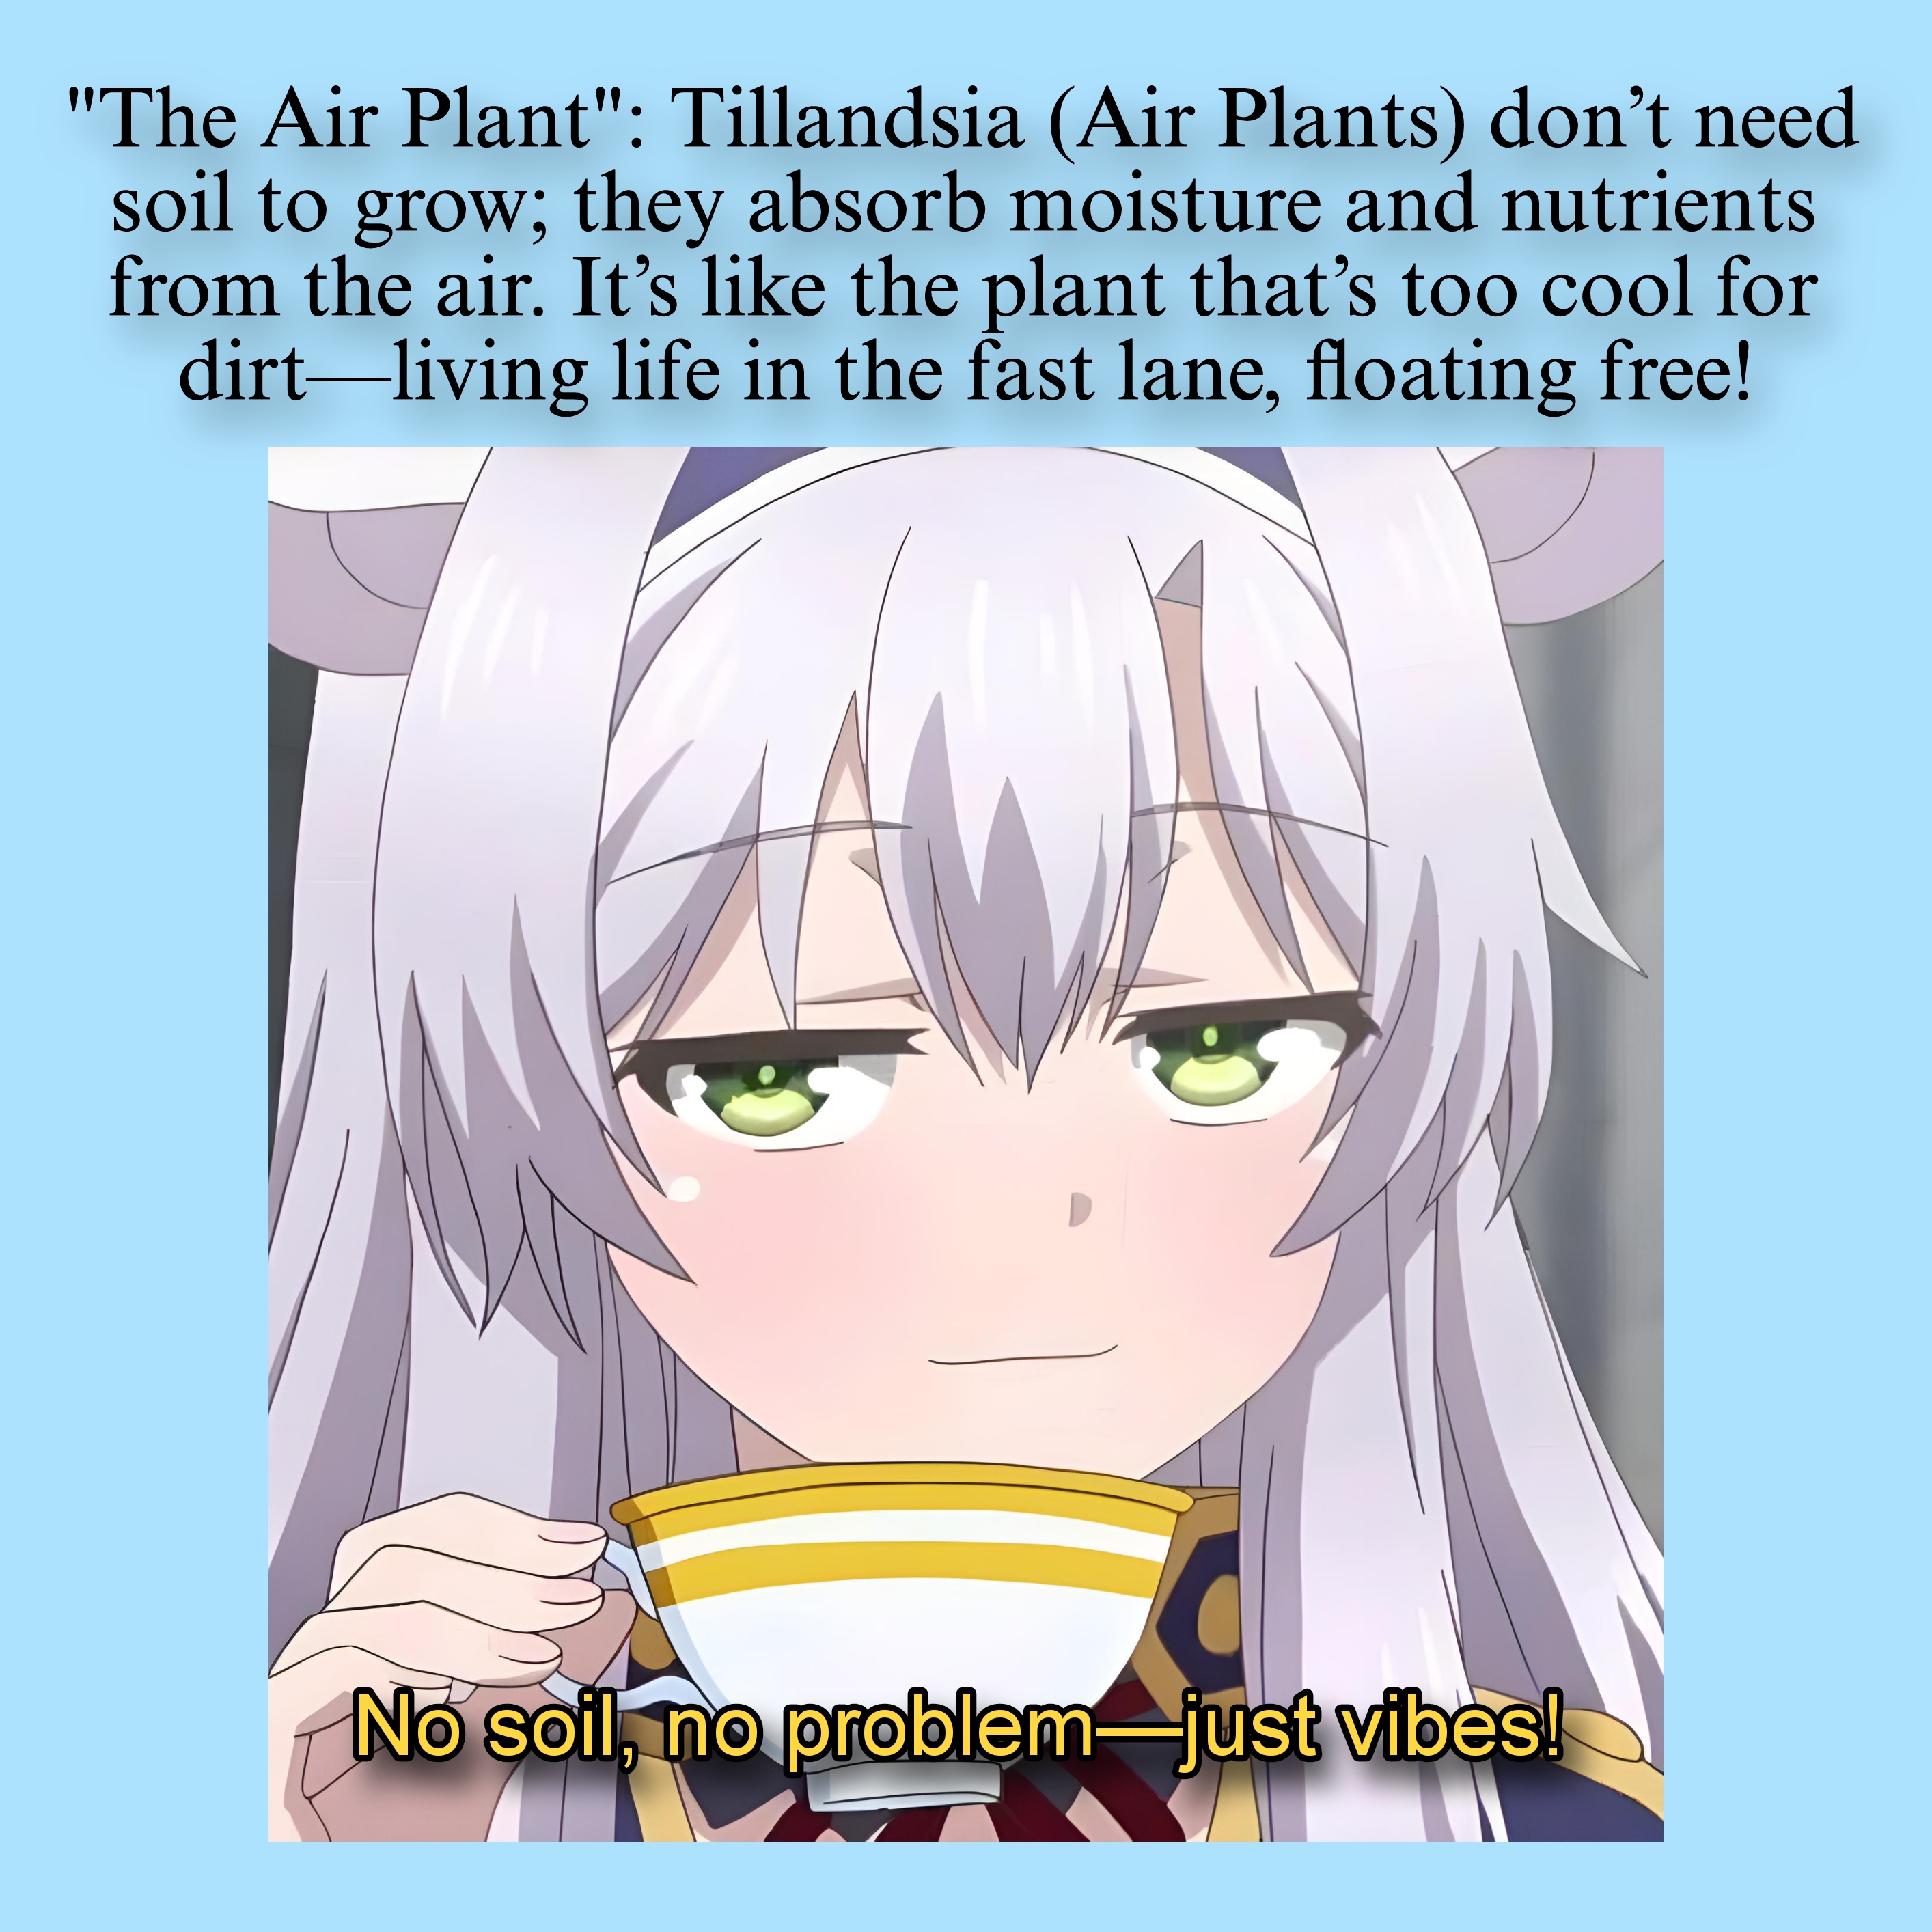 "The Air Plant": Tillandsia (Air Plants) don’t need
soil to grow; they absorb moisture and nutrients
from the air. It’s like the plant that’s too cool for
dirt—living life in the fast lane, floating free!
No soil, no problem—just vibes!